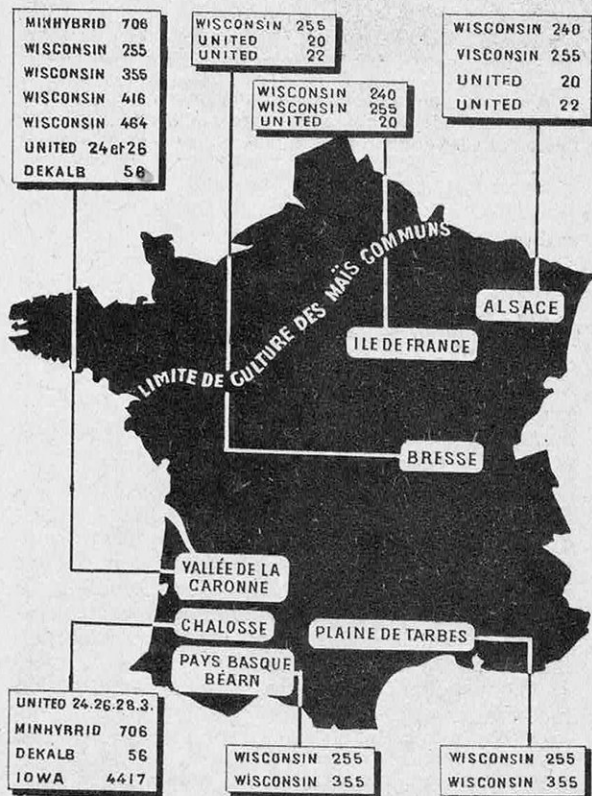 MINHYBRID 706
WISCONSIN 255
WISCONSIN 355
WISCONSIN 416
WISCONSIN 464
UNITED 24 et 26
DEKALB 56
WISCONSIN 255
UNITED 20
UNITED 22
WISCONSIN 240
WISCONSIN 255
UNITED 20
WISCONSIN 240
VISCONSIN 255
UNITED 20
UNITED 22
LIMITE DE CULTURE DES MAÏS COMMUNS
ALSACE
ILE DE FRANCE
BRESSE
VALLÉE DE LA
CARONNE
CHALOSSE
PLAINE DE TARBES
PAYS BASQUE
BÉARN
UNITED 24.26.28.3.
MINHYBRID 706
DEKALB 56
IOWA 4417
WISCONSIN 255
WISCONSIN 355
WISCONSIN 255
WISCONSIN 355